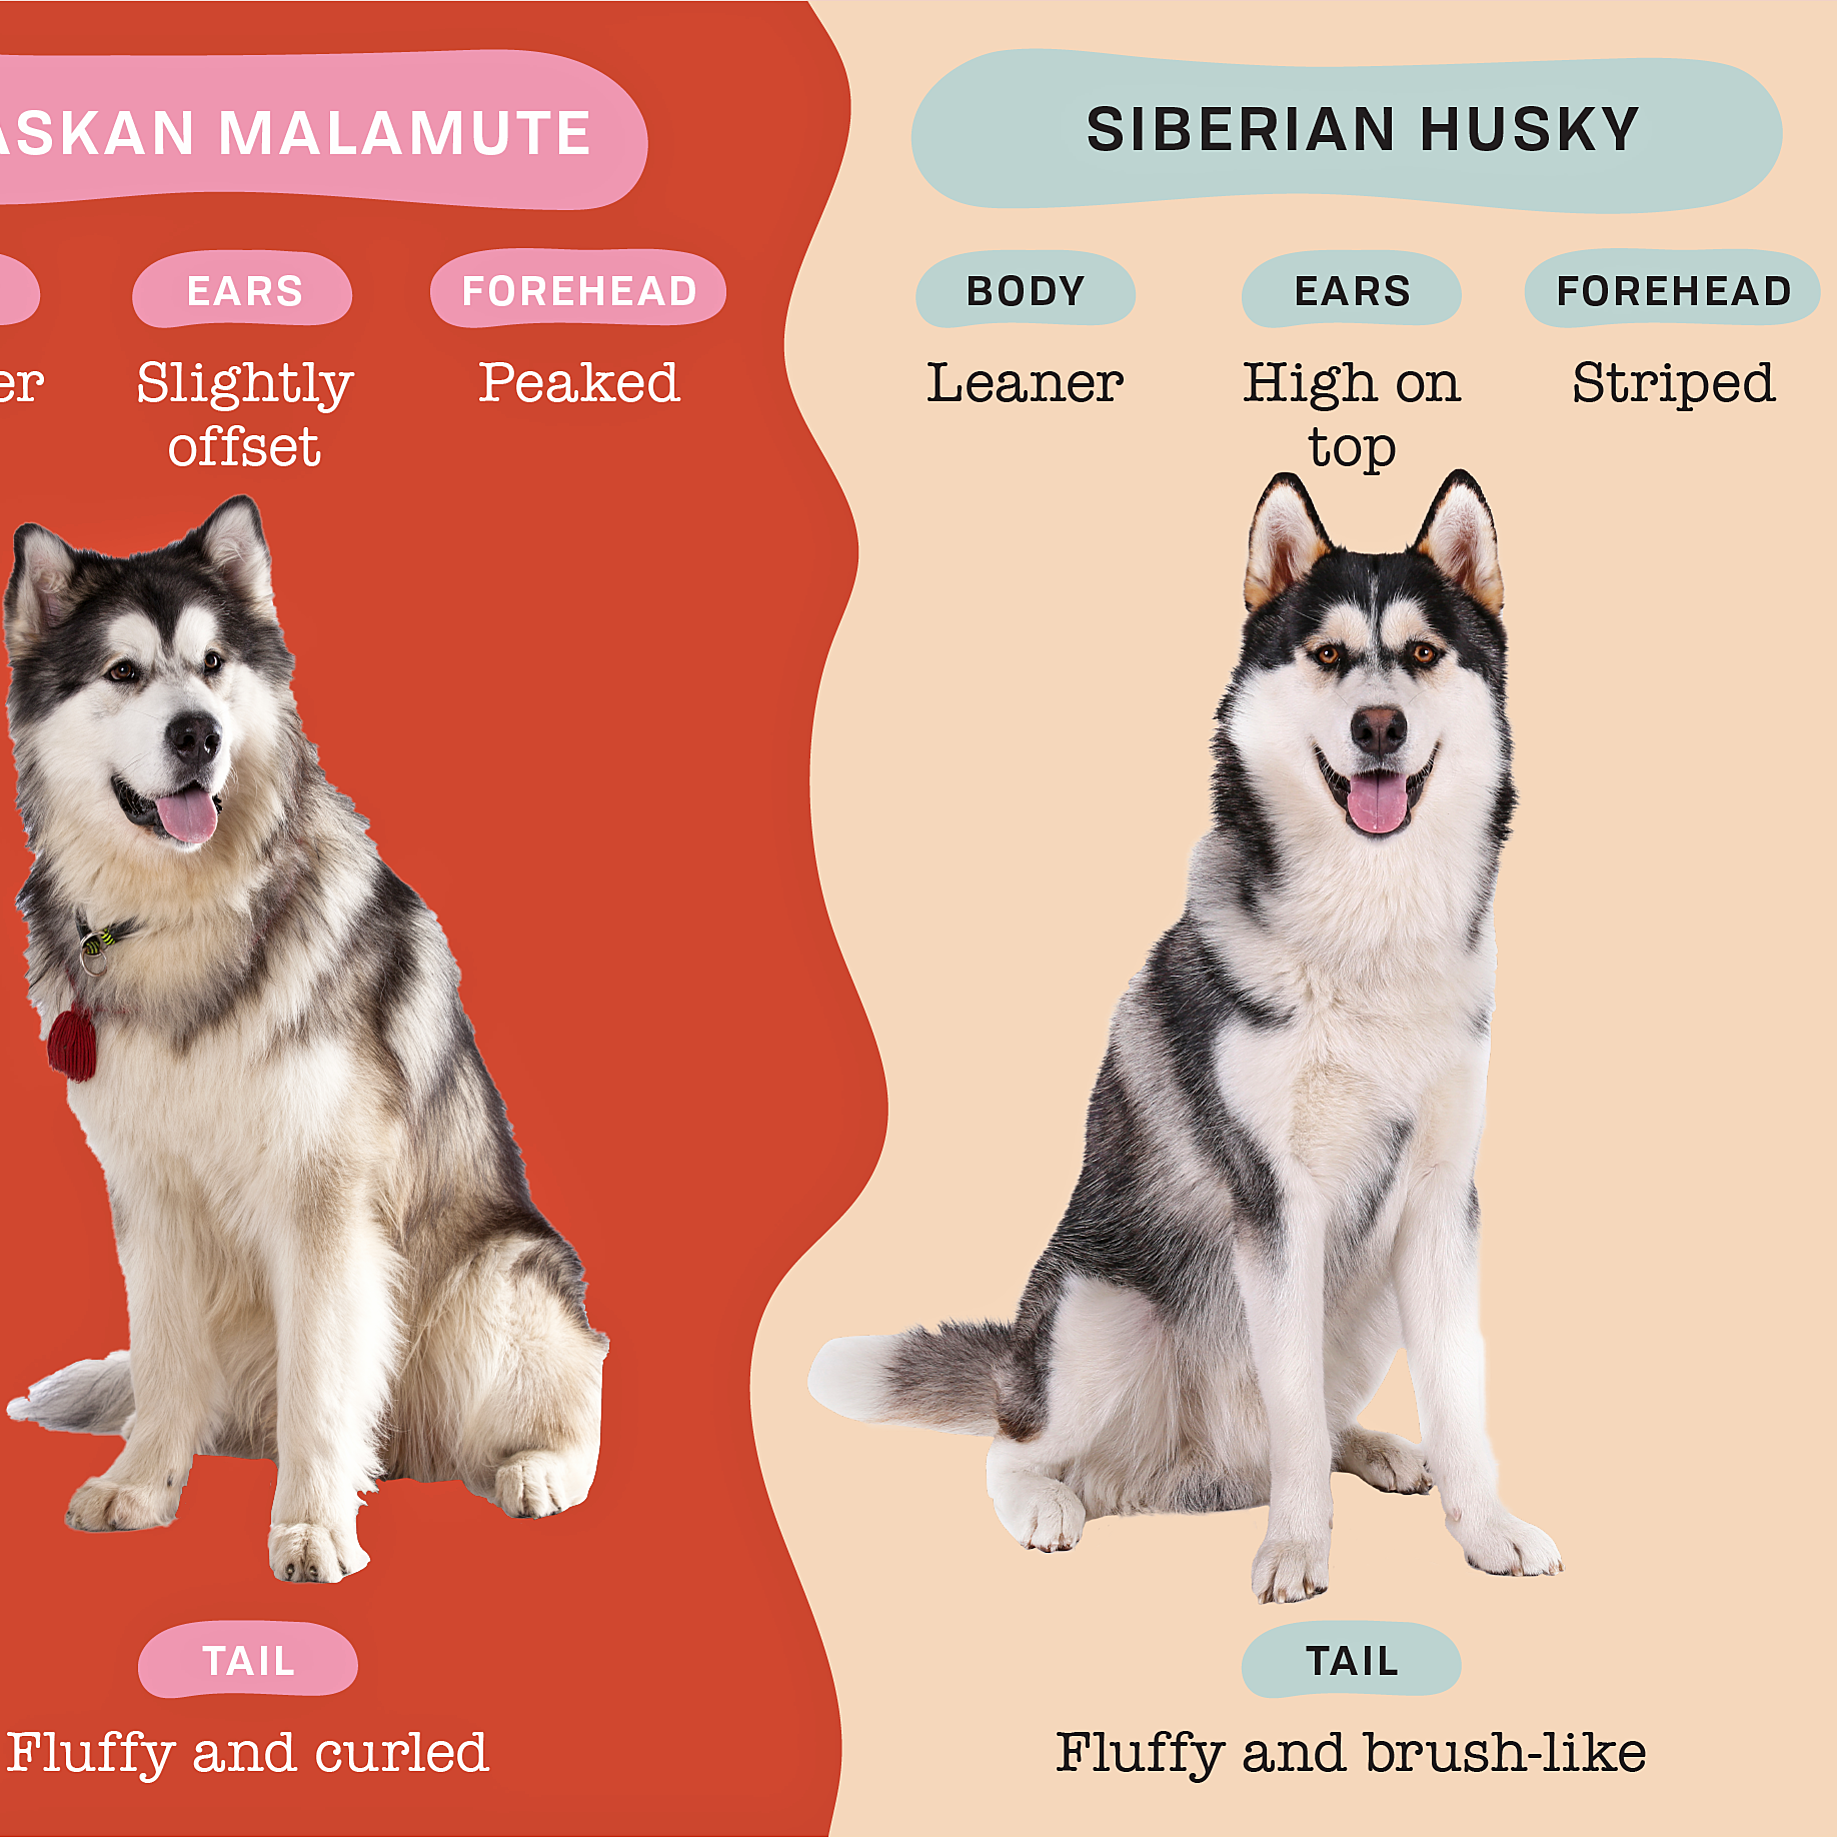 ASKAN MALAMUTE
EARS
FOREHEAD
er
Slightly
offset
Peaked
TAIL
Fluffy and curled
SIBERIAN HUSKY
BODY
EARS
FOREHEAD
Leaner
High on
top
Striped
TAIL
Fluffy and brush-like